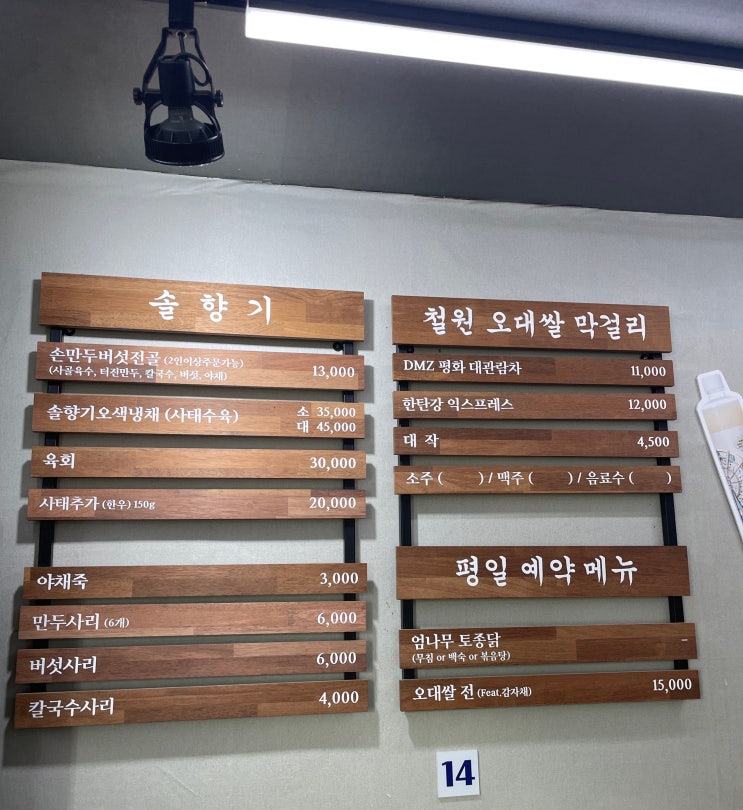 솔향기
손만두버섯전골 (2인이상주문가능)
(사골육수, 터진만두, 칼국수, 버섯, 야채)
13,000
솔향기오색냉채 (사태수육)
소 35,000
대 45,000
육회 30,000
사태추가 (한우) 150g 20,000
야채죽 3,000
만두사리 (6개) 6,000
버섯사리 6,000
칼국수사리 4,000
철원 오대쌀 막걸리
DMZ 평화 대관람차 11,000
한탄강 익스프레스 12,000
대 작 4,500
소주 ( ) / 맥주 ( ) / 음료수 ( )
평일 예약 메뉴
엄나무 토종닭 –
(무침 or 백숙 or 볶음탕)
오대쌀 전 (Feat.감자채) 15,000
14